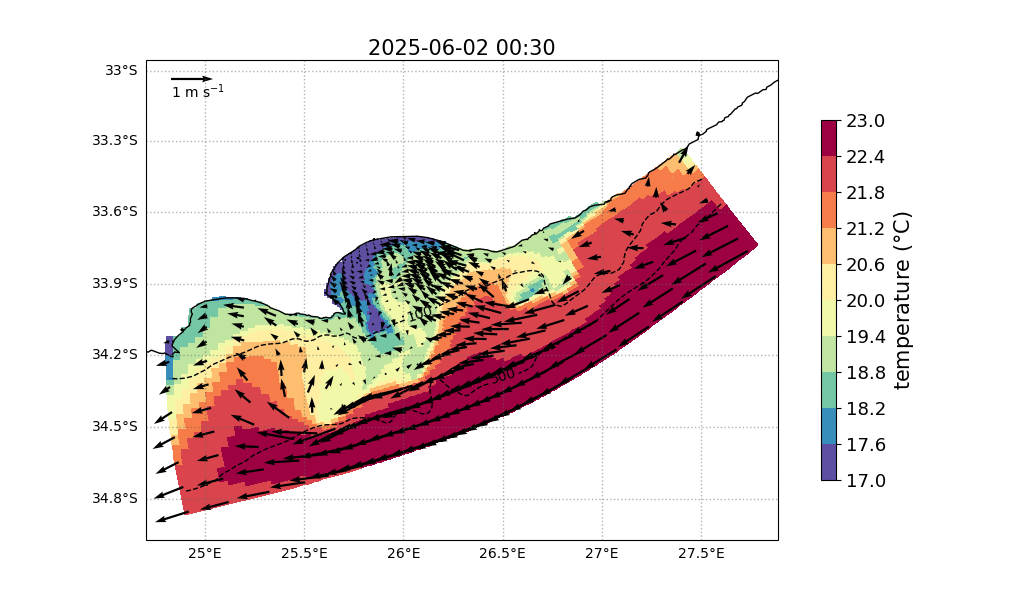 2025-06-02 00:30
1 m s⁻¹
33°S
33.3°S
33.6°S
33.9°S
34.2°S
34.5°S
34.8°S
25°E
25.5°E
26°E
26.5°E
27°E
27.5°E
100
500
23.0
22.4
21.8
21.2
20.6
20.0
19.4
18.8
18.2
17.6
17.0
temperature (°C)